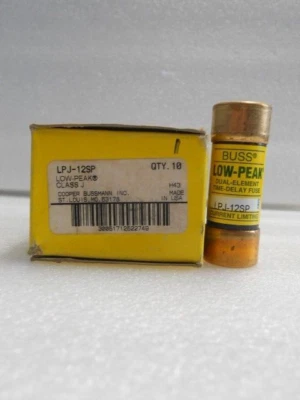 LPJ-12SP QTY.10
LOW-PEAK®
CLASS J H43
COOPER BUSSMANN INC. MADE
ST. LOUIS, MO. 63178 IN USA
BUSS®
LOW-PEAK
DUAL-ELEMENT
TIME-DELAY FUSE
LPJ-12SP
CURRENT LIMITING